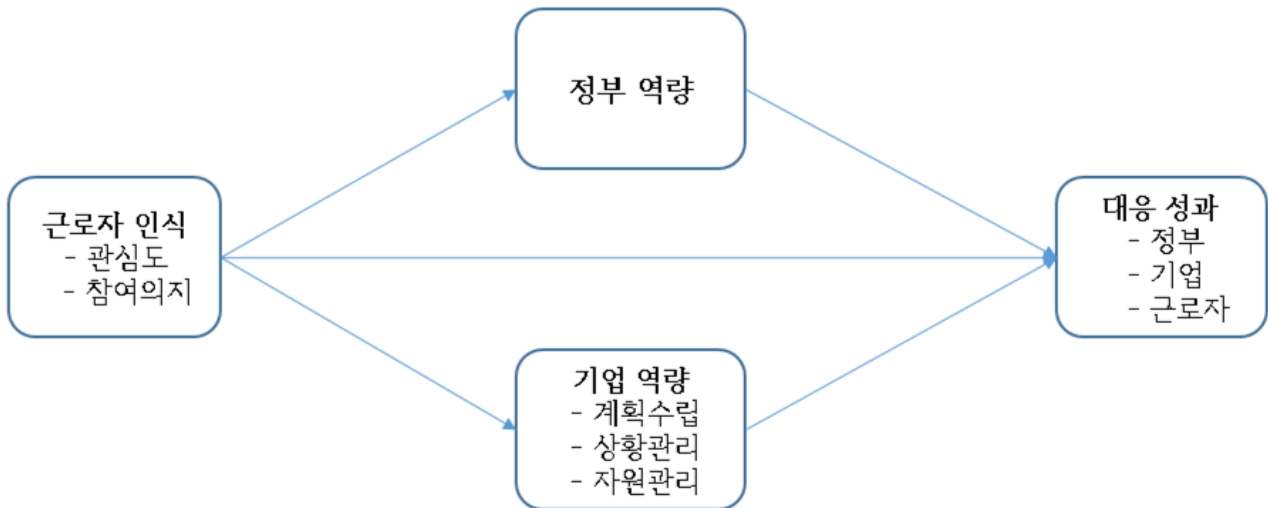 정부 역량
근로자 인식
- 관심도
- 참여의지
대응 성과
- 정부
- 기업
- 근로자
기업 역량
- 계획수립
- 상황관리
- 자원관리